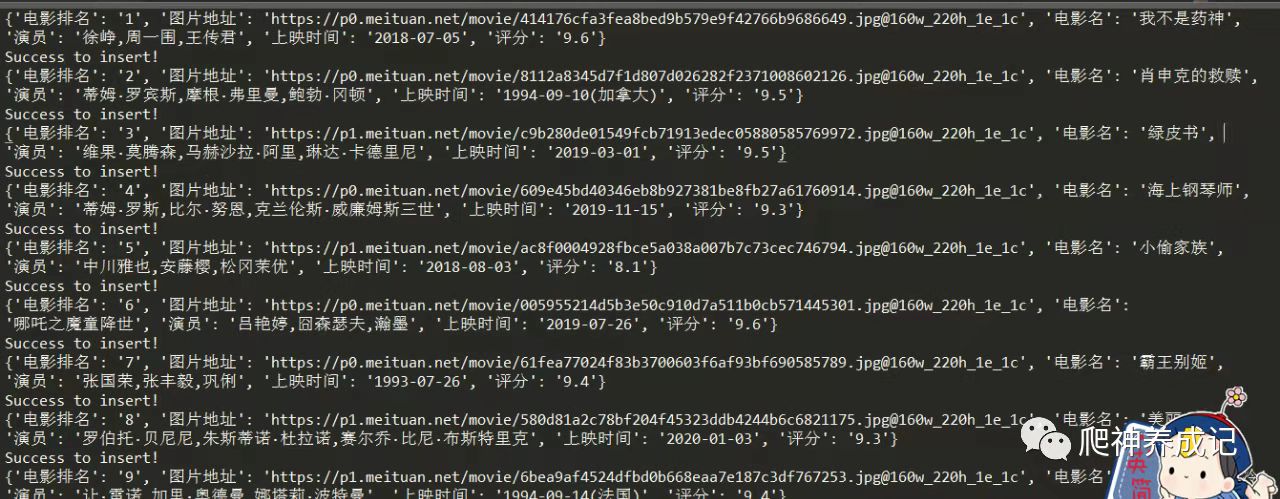 {'电影排名': '1', '图片地址': 'https://p0.meituan.net/movie/414176cfa3fea8bed9b579e9f42766b9686649.jpg@160w_220h_1e_1c', '电影名': '我不是药神',
'演员': '徐峥,周一围,王传君', '上映时间': '2018-07-05', '评分': '9.6'}
Success to insert!
{'电影排名': '2', '图片地址': 'https://p0.meituan.net/movie/8112a8345d7f1d807d026282f2371008602126.jpg@160w_220h_1e_1c', '电影名': '肖申克的救赎',
'演员': '蒂姆·罗宾斯,摩根·弗里曼,鲍勃·冈顿', '上映时间': '1994-09-10(加拿大)', '评分': '9.5'}
Success to insert!
{'电影排名': '3', '图片地址': 'https://p1.meituan.net/movie/c9b280de01549fcb71913edec05880585769972.jpg@160w_220h_1e_1c', '电影名': '绿皮书',
'演员': '维果·莫腾森,马赫沙拉·阿里,琳达·卡德里尼', '上映时间': '2019-03-01', '评分': '9.5'}
Success to insert!
{'电影排名': '4', '图片地址': 'https://p0.meituan.net/movie/609e45bd40346eb8b927381be8fb27a61760914.jpg@160w_220h_1e_1c', '电影名': '海上钢琴师',
'演员': '蒂姆·罗斯,比尔·努恩,克兰伦斯·威廉姆斯三世', '上映时间': '2019-11-15', '评分': '9.3'}
Success to insert!
{'电影排名': '5', '图片地址': 'https://p1.meituan.net/movie/ac8f0004928fbce5a038a007b7c73cec746794.jpg@160w_220h_1e_1c', '电影名': '小偷家族',
'演员': '中川雅也,安藤樱,松冈茉优', '上映时间': '2018-08-03', '评分': '8.1'}
Success to insert!
{'电影排名': '6', '图片地址': 'https://p0.meituan.net/movie/005955214d5b3e50c910d7a511b0cb571445301.jpg@160w_220h_1e_1c', '电影名':
'哪吒之魔童降世', '演员': '吕艳婷,囧森瑟夫,瀚墨', '上映时间': '2019-07-26', '评分': '9.6'}
Success to insert!
{'电影排名': '7', '图片地址': 'https://p0.meituan.net/movie/61fea77024f83b3700603f6af93bf690585789.jpg@160w_220h_1e_1c', '电影名': '霸王别姬',
'演员': '张国荣,张丰毅,巩俐', '上映时间': '1993-07-26', '评分': '9.4'}
Success to insert!
{'电影排名': '8', '图片地址': 'https://p1.meituan.net/movie/580d81a2c78bf204f45323ddb4244b6c6821175.jpg@160w_220h_1e_1c', '电影名': '美丽
'演员': '罗伯托·贝尼尼,朱斯蒂诺·杜拉诺,赛尔乔·比尼·布斯特里克', '上映时间': '2020-01-03', '评分': '9.3'}
Success to insert!
{'电影排名': '9', '图片地址': 'https://p1.meituan.net/movie/6bea9af4524dfbd0b668eaa7e187c3df767253.jpg@160w_220h_1e_1c', '电影名'
'演员': '让·雷诺,加里·奥德曼,娜塔莉·波特曼', '上映时间': '1994-09-14(法国)', '评分': '9.4'}
爬神养成记
英
简